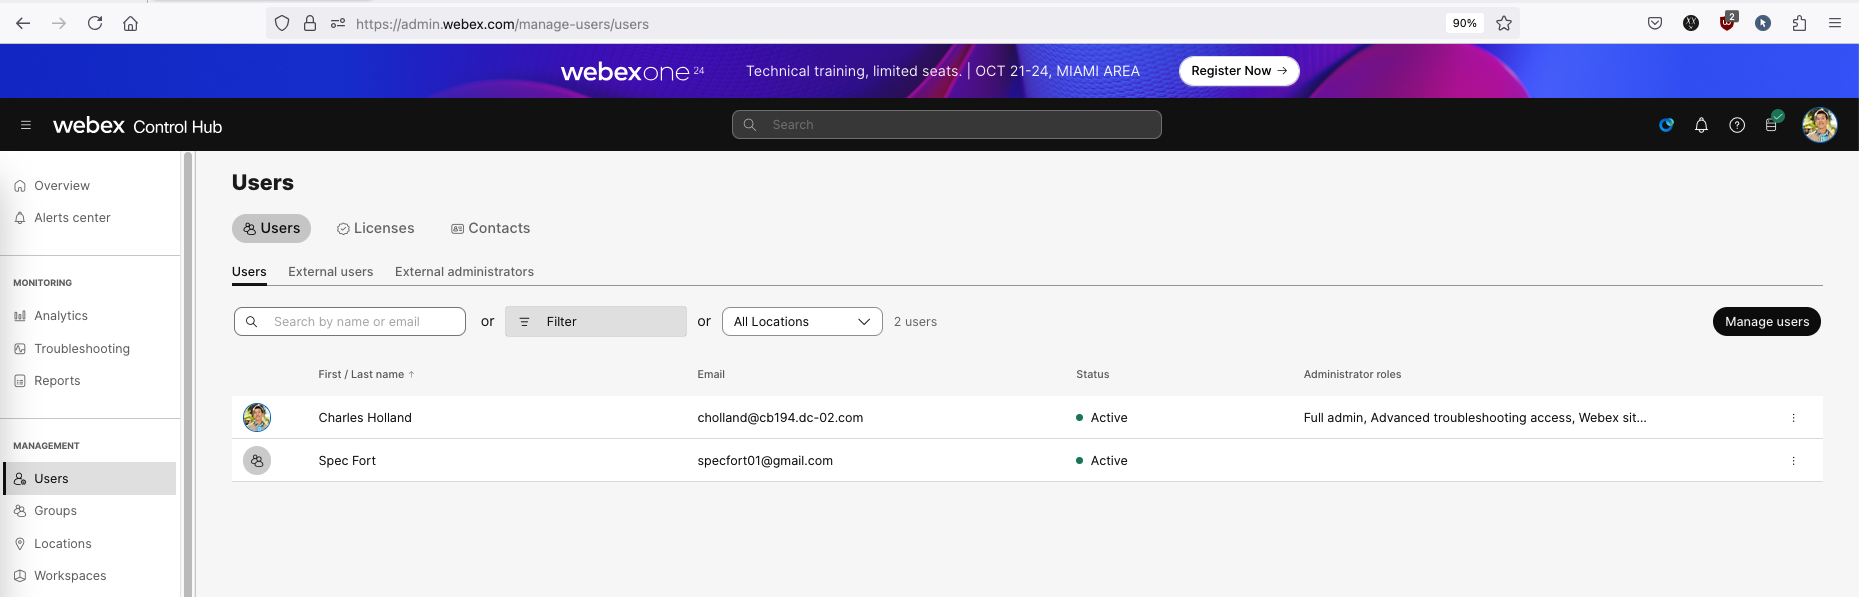 https://admin.webex.com/manage-users/users
90%
2
webexone 24
Technical training, limited seats. | OCT 21-24, MIAMI AREA
Register Now →
webex Control Hub
Search
Overview
Alerts center
MONITORING
Analytics
Troubleshooting
Reports
MANAGEMENT
Users
Groups
Locations
Workspaces
Users
Users Licenses Contacts
Users External users External administrators
Search by name or email or Filter or All Locations 2 users Manage users
First / Last name ↑ Email Status Administrator roles
Charles Holland cholland@cb194.dc-02.com Active Full admin, Advanced troubleshooting access, Webex sit...
Spec Fort specfort01@gmail.com Active